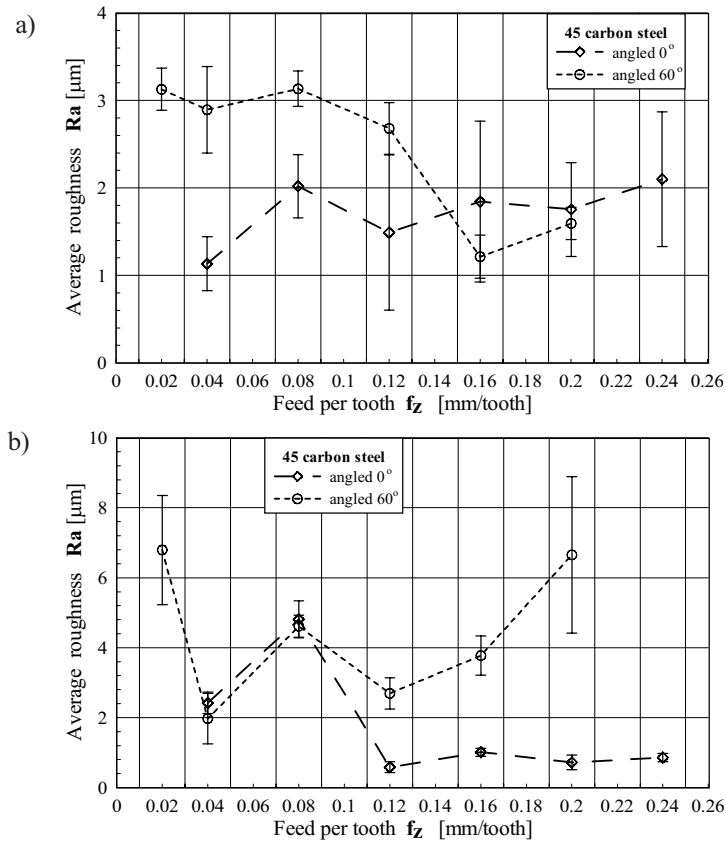 a)
4
3
2
1
0
Average roughness Ra [μm]
45 carbon steel
angled 0°
angled 60°
0 0.02 0.04 0.06 0.08 0.1 0.12 0.14 0.16 0.18 0.2 0.22 0.24 0.26
Feed per tooth fz [mm/tooth]
b)
10
8
6
4
2
0
Average roughness Ra [μm]
45 carbon steel
angled 0°
angled 60°
0 0.02 0.04 0.06 0.08 0.1 0.12 0.14 0.16 0.18 0.2 0.22 0.24 0.26
Feed per tooth fz [mm/tooth]